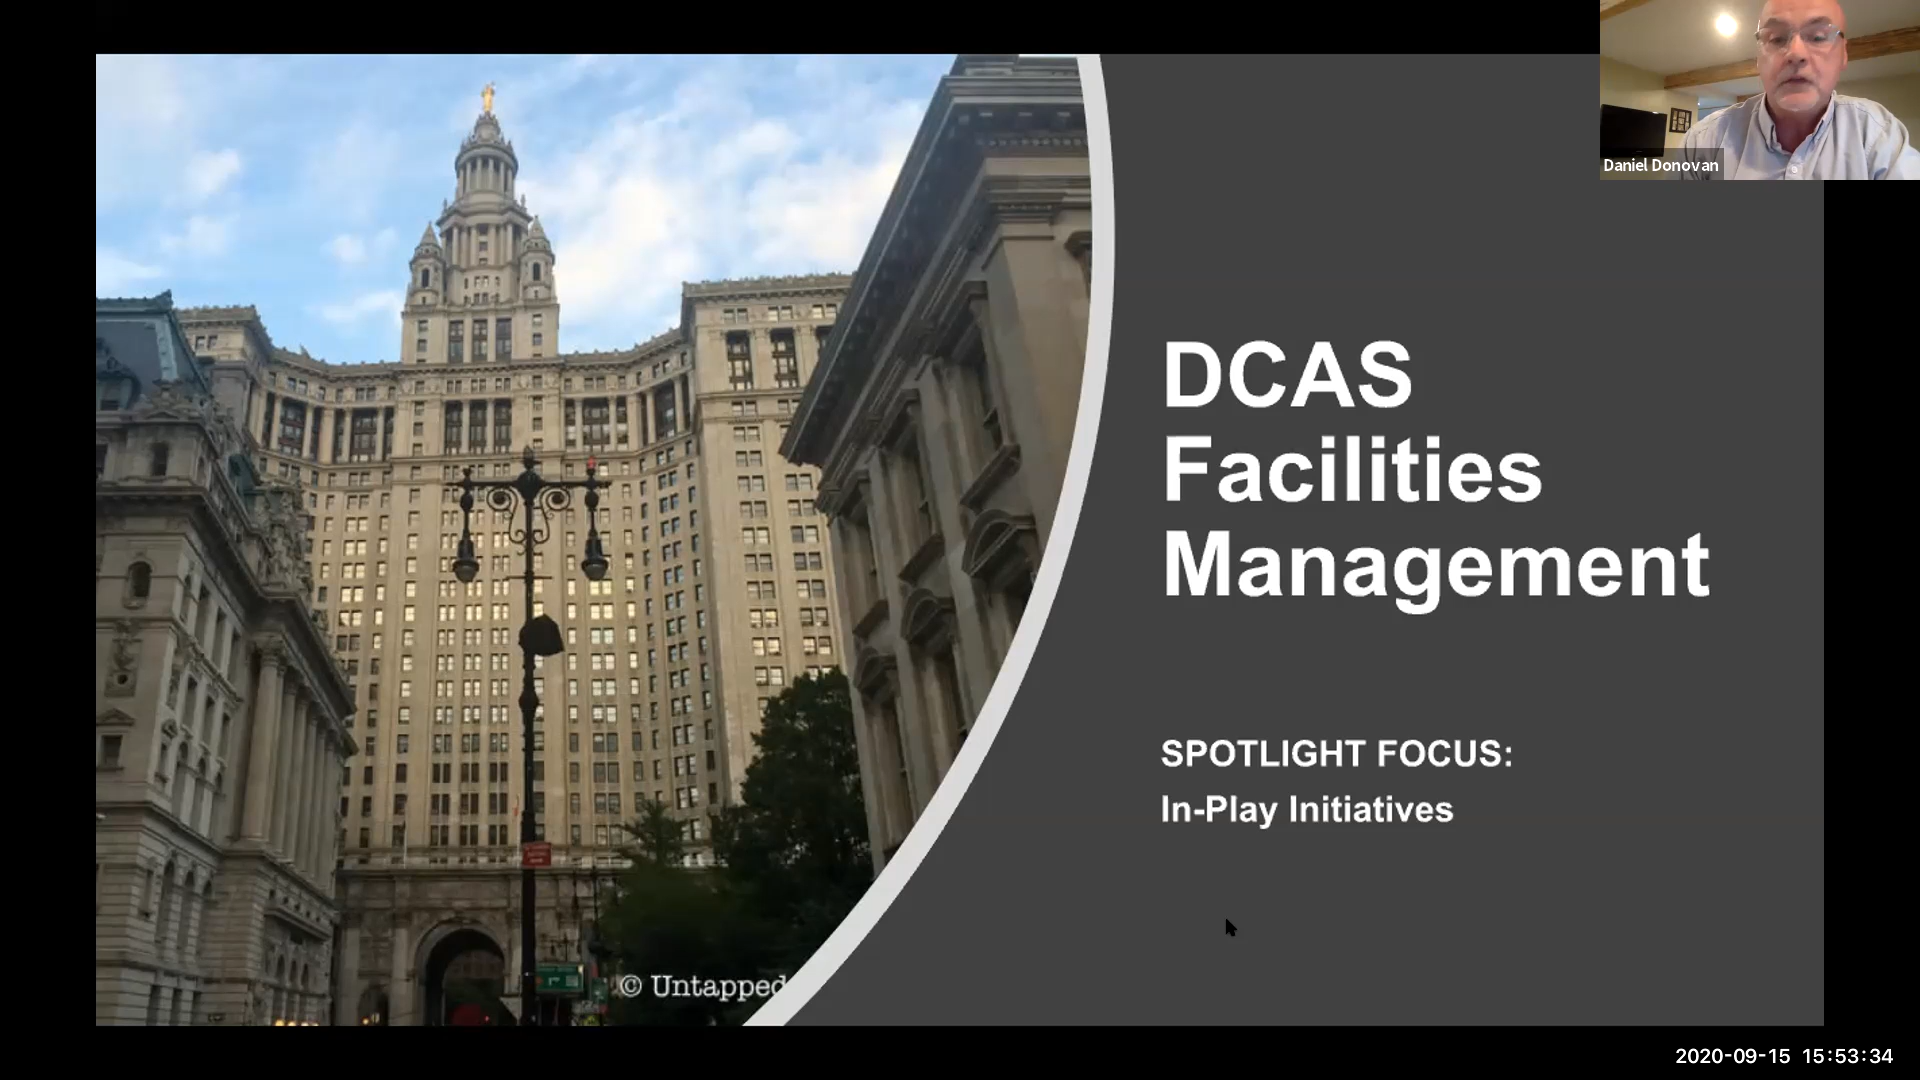 Daniel Donovan
DCAS
Facilities
Management
SPOTLIGHT FOCUS:
In-Play Initiatives
© Untapped
2020-09-15 15:53:34